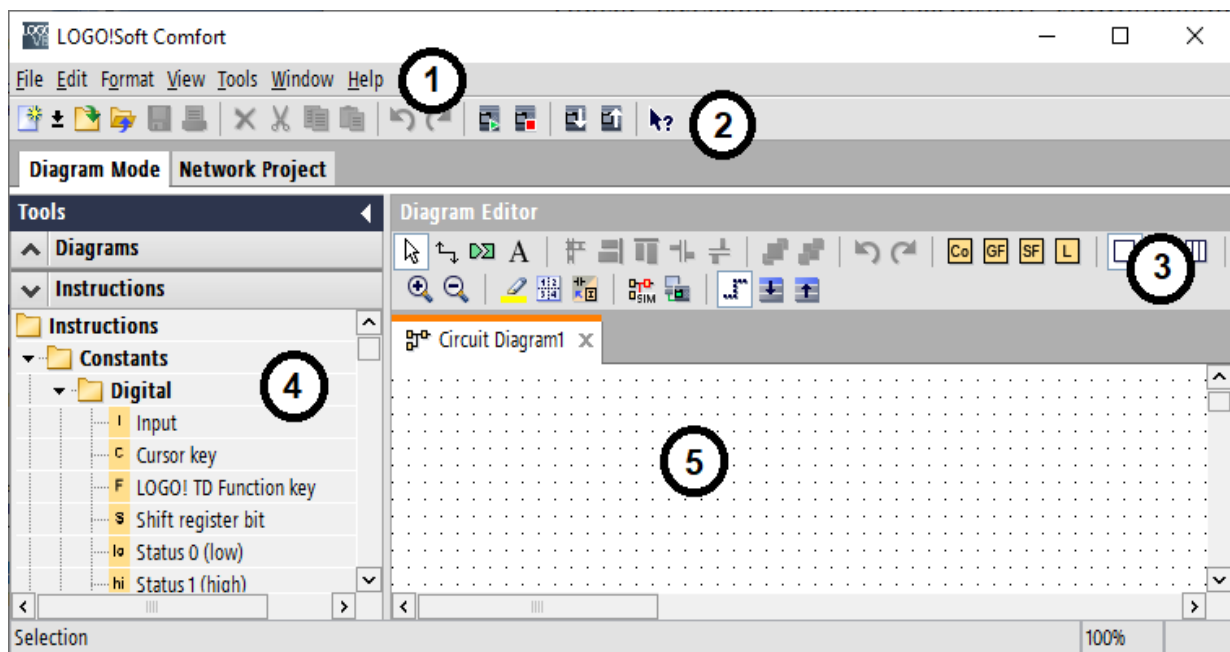 LOGO!Soft Comfort
File Edit Format View Tools Window Help
1
2
Diagram Mode Network Project
Tools
Diagrams
Instructions
Instructions
Constants
Digital
I Input
C Cursor key
F LOGO! TD Function key
S Shift register bit
lo Status 0 (low)
hi Status 1 (high)
4
Diagram Editor
A Co GF SF L
3
SIM
Circuit Diagram1
5
Selection
100%